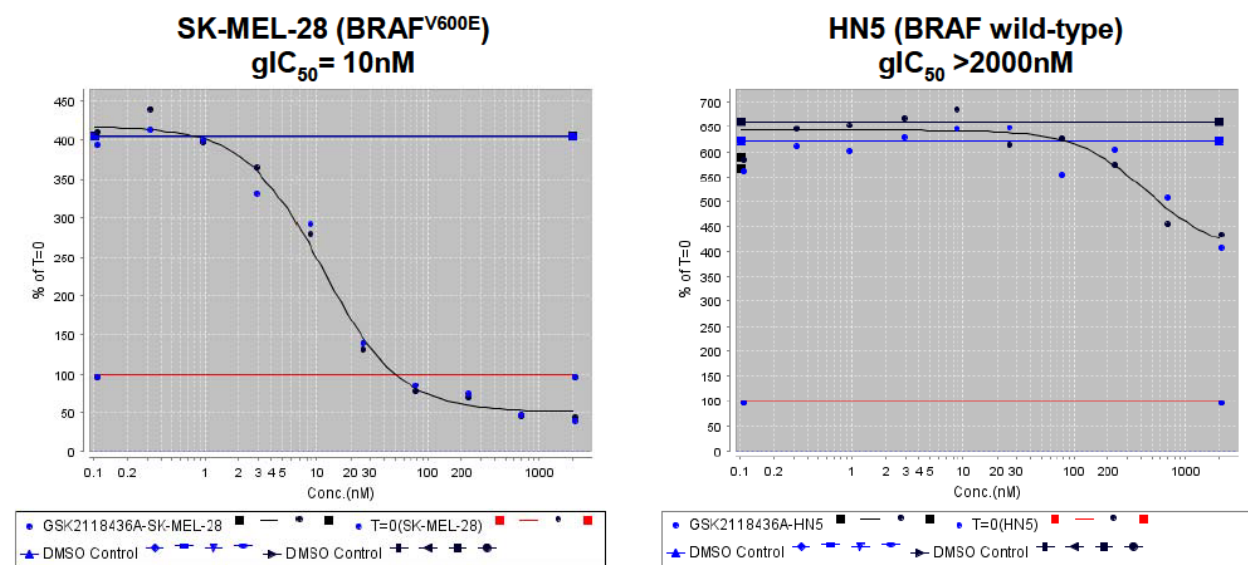 SK-MEL-28 (BRAFV600E)
gIC50= 10nM
450
400
350
300
250
200
150
100
50
0
% of T=0
0.1 0.2 1 2 3 4 5 10 20 30 100 200 1000
Conc.(nM)
GSK2118436A-SK-MEL-28 T=0(SK-MEL-28)
DMSO Control DMSO Control
HN5 (BRAF wild-type)
gIC50 >2000nM
700
650
600
550
500
450
400
350
300
250
200
150
100
50
0
% of T=0
0.1 0.2 1 2 3 4 5 10 20 30 100 200 1000
Conc.(nM)
GSK2118436A-HN5 T=0(HN5)
DMSO Control DMSO Control